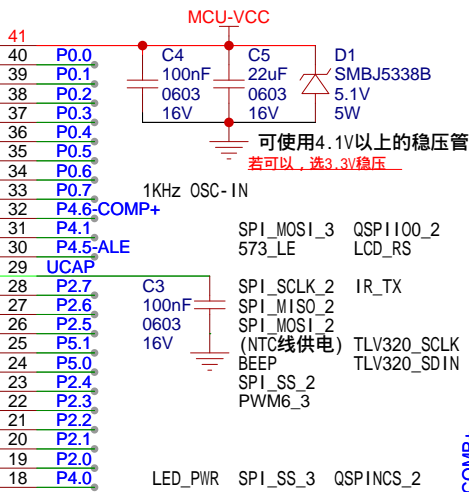 MCU-VCC
41
40 P0.0 C4 C5 D1
39 P0.1 100nF 22uF SMBJ5338B
38 P0.2 0603 0603 5.1V
37 P0.3 16V 16V 5W
36 P0.4 可使用4.1V以上的稳压管
35 P0.5 若可以，选3.3V稳压
34 P0.6
33 P0.7 1KHz OSC-IN
32 P4.6-COMP+
31 P4.1 SPI_MOSI_3 QSPIIO0_2
30 P4.5-ALE 573_LE LCD_RS
29 UCAP
28 P2.7 C3 SPI_SCLK_2 IR_TX
27 P2.6 100nF SPI_MISO_2
26 P2.5 0603 SPI_MOSI_2
25 P5.1 16V (NTC线供电) TLV320_SCLK
24 P5.0 BEEP TLV320_SDIN
23 P2.4 SPI_SS_2
22 P2.3 PWM6_3
21 P2.2
20 P2.1
19 P2.0
18 P4.0 LED_PWR SPI_SS_3 QSPINCS_2
COMP+